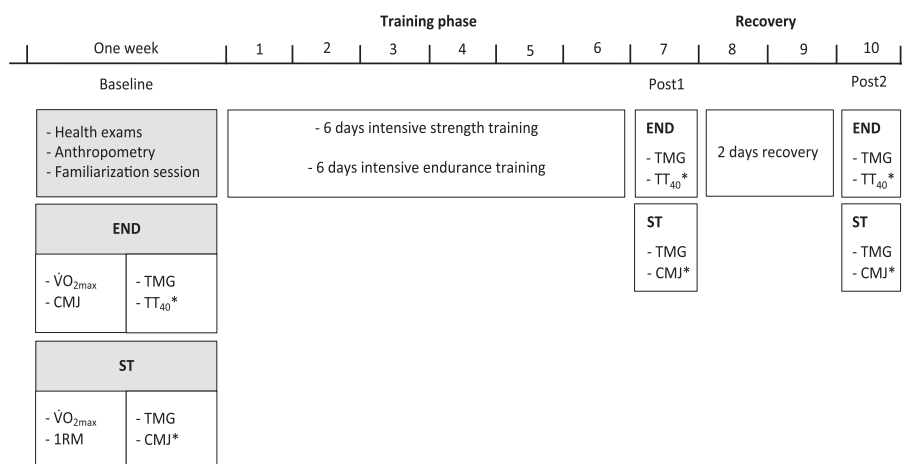 Training phase
Recovery
One week 1 2 3 4 5 6 7 8 9 10
Baseline
Post1
Post2
- Health exams
- Anthropometry
- Familiarization session
- 6 days intensive strength training
- 6 days intensive endurance training
END
- TMG
- TT40*
2 days recovery
END
- TMG
- TT40*
ST
- TMG
- CMJ*
ST
- TMG
- CMJ*
END
- V̇O2max
- CMJ
- TMG
- TT40*
ST
- V̇O2max
- 1RM
- TMG
- CMJ*